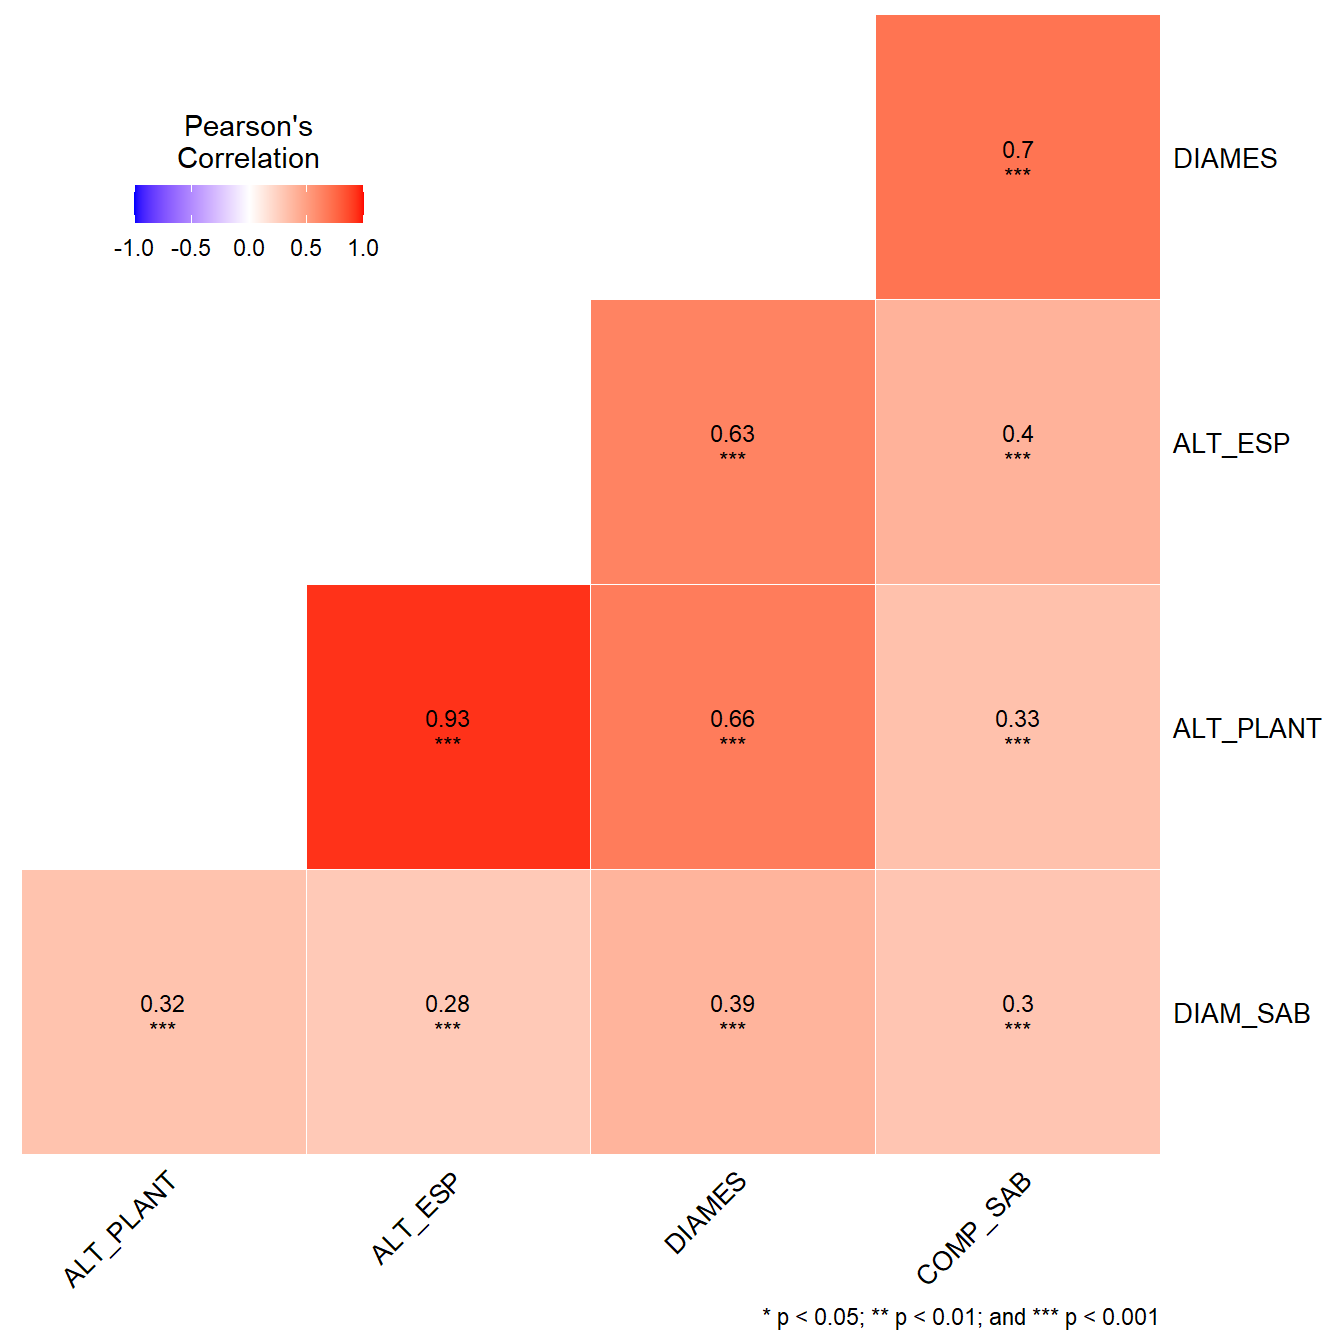 Pearson's
Correlation
-1.0 -0.5 0.0 0.5 1.0
0.7
***
DIAMES
0.63 0.4
*** ***
ALT_ESP
0.93 0.66 0.33
*** *** ***
ALT_PLANT
0.32 0.28 0.39 0.3
*** *** *** ***
DIAM_SAB
ALT_PLANT ALT_ESP DIAMES COMP_SAB
* p < 0.05; ** p < 0.01; and *** p < 0.001